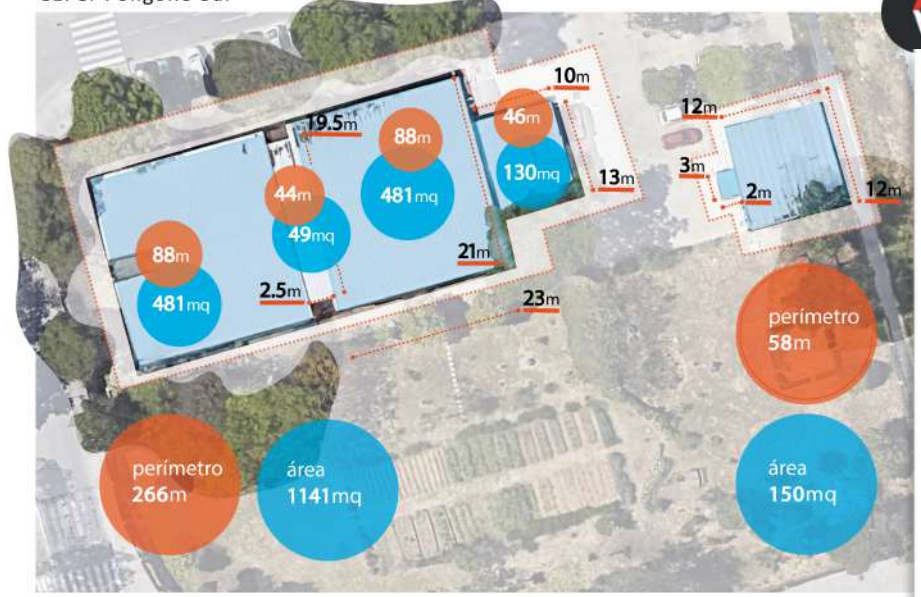 10m
12m
19.5m
46m
88m
3m
130mq
13m
2m
12m
44m
481mq
49mq
88m
21m
2.5m
481mq
23m
perímetro
58m
perímetro
266m
área
1141mq
área
150mq